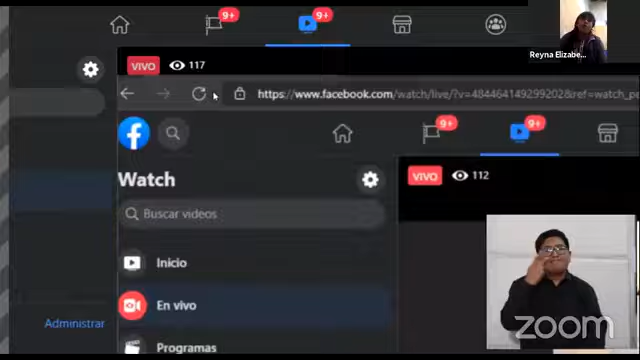 9+
9+
Reyna Elizabe...
VIVO 117
https://www.facebook.com/watch/live/?v=4844641492992028&ref=watch_pe
9+
9+
Watch
VIVO 112
Buscar videos
Inicio
En vivo
Administrar
Programas
zoom